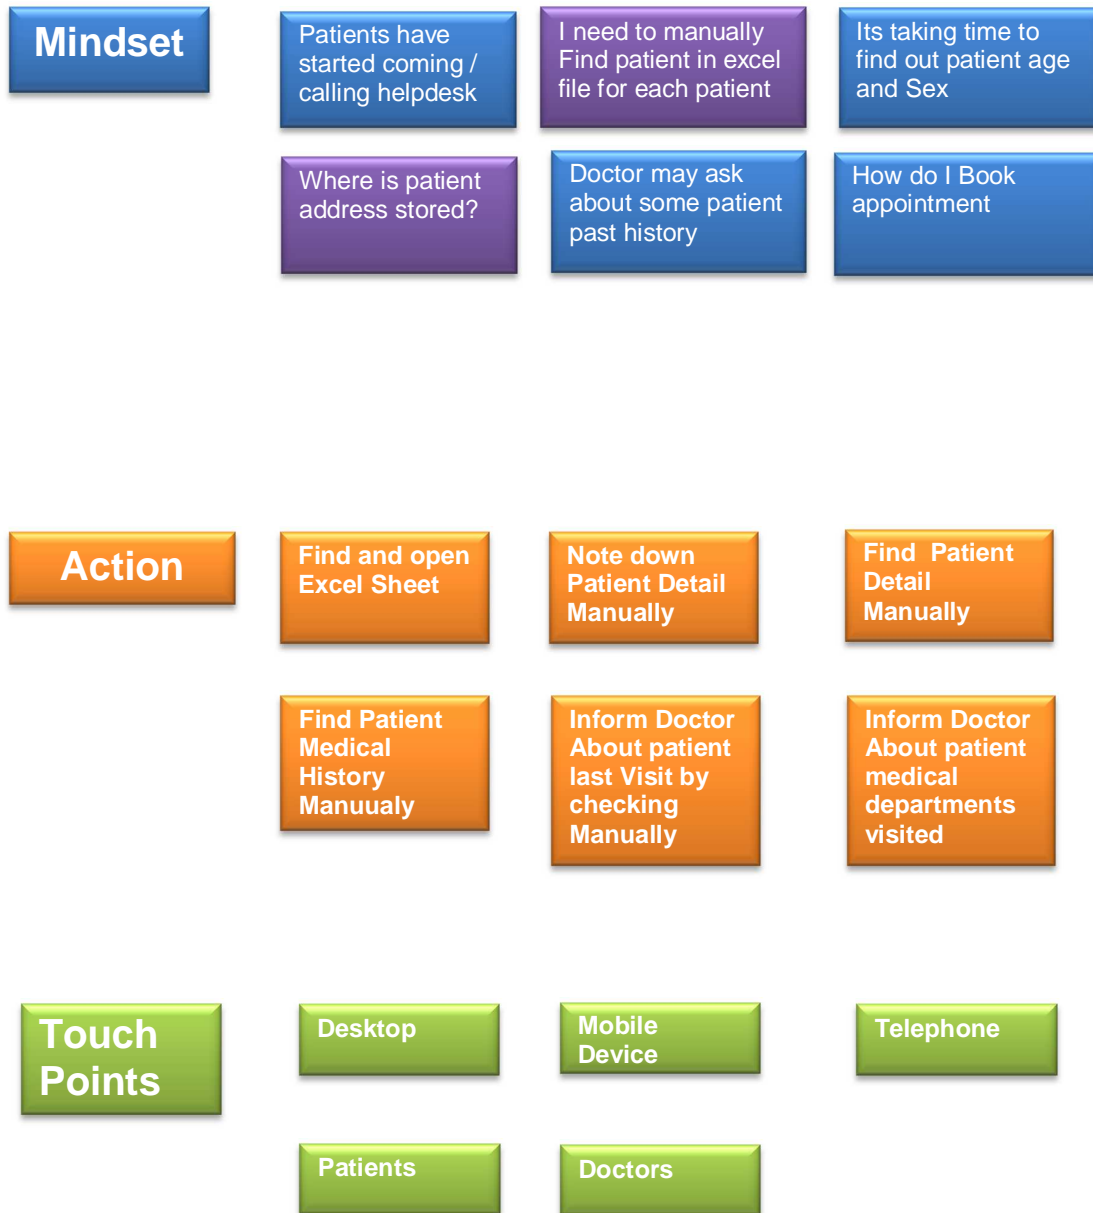 Mindset
Patients have
started coming /
calling helpdesk
I need to manually
Find patient in excel
file for each patient
Its taking time to
find out patient age
and Sex
Where is patient
address stored?
Doctor may ask
about some patient
past history
How do I Book
appointment
Action
Find and open
Excel Sheet
Note down
Patient Detail
Manually
Find Patient
Detail
Manually
Find Patient
Medical
History
Manuualy
Inform Doctor
About patient
last Visit by
checking
Manually
Inform Doctor
About patient
medical
departments
visited
Touch
Points
Desktop
Mobile
Device
Telephone
Patients
Doctors